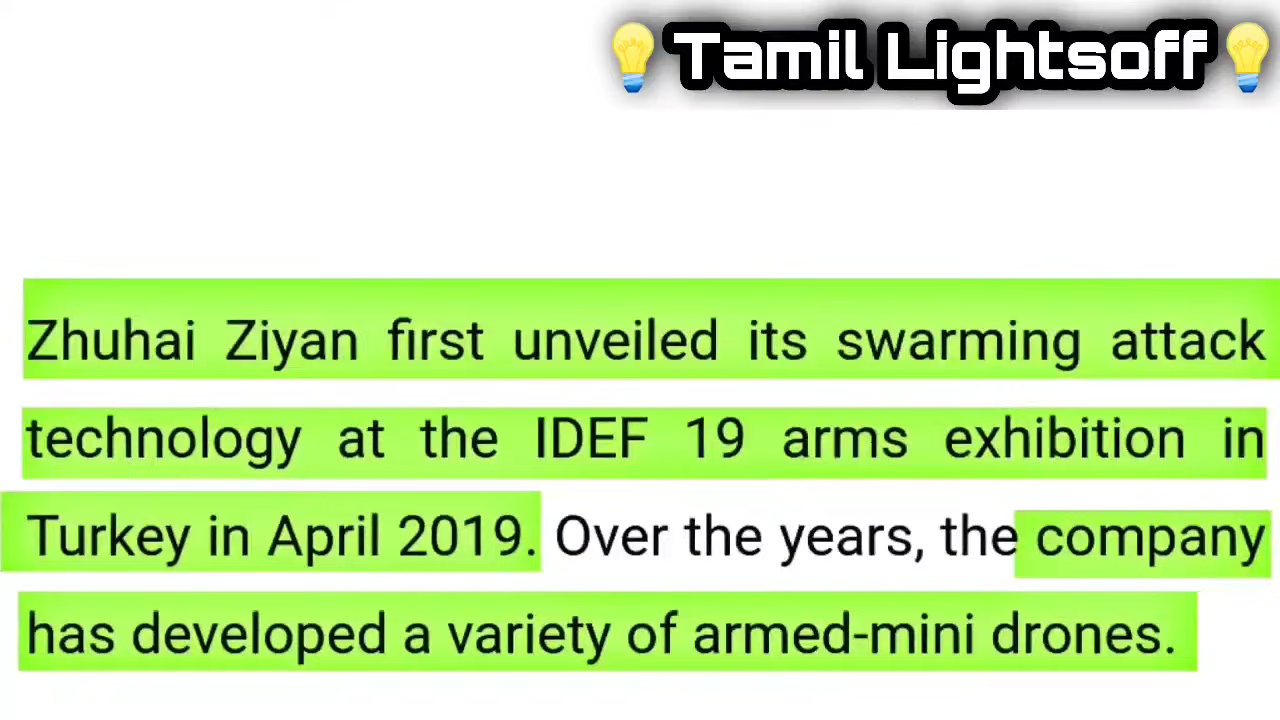 Tamil Lightsoff
Zhuhai Ziyan first unveiled its swarming attack
technology at the IDEF 19 arms exhibition in
Turkey in April 2019. Over the years, the company
has developed a variety of armed-mini drones.